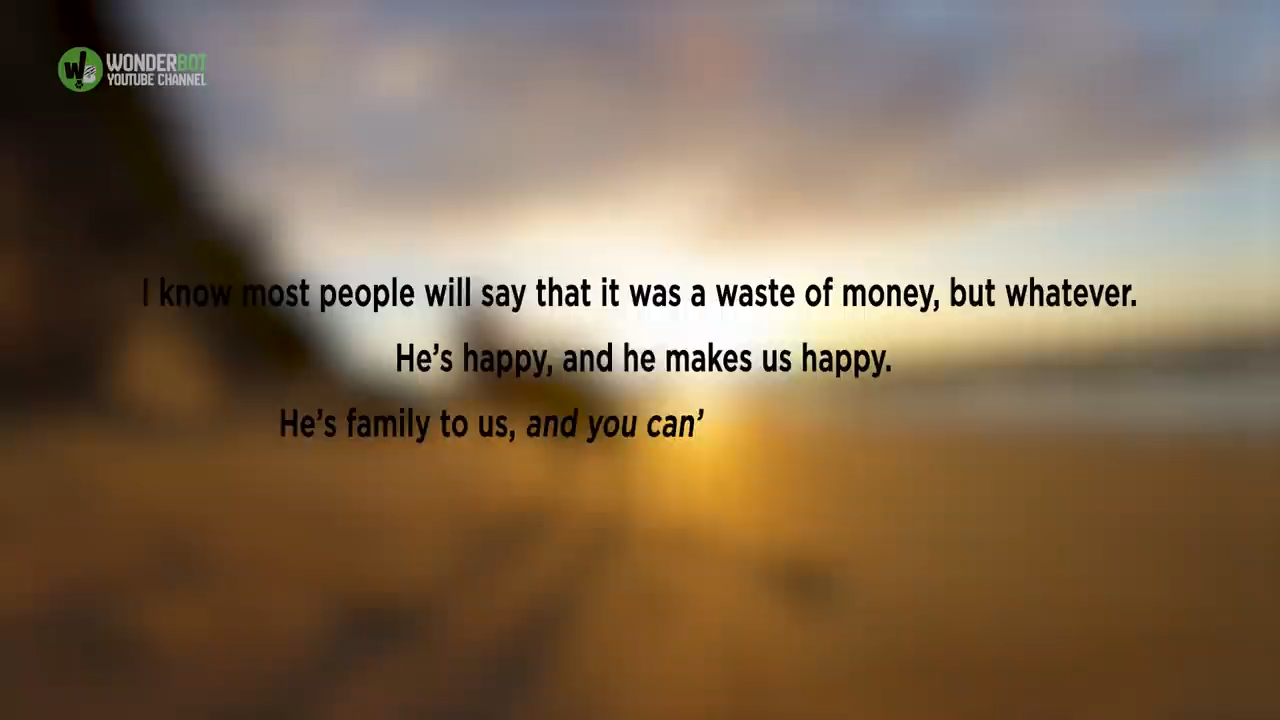 WONDERBOT
YOUTUBE CHANNEL
I know most people will say that it was a waste of money, but whatever.
He’s happy, and he makes us happy.
He’s family to us, and you can’